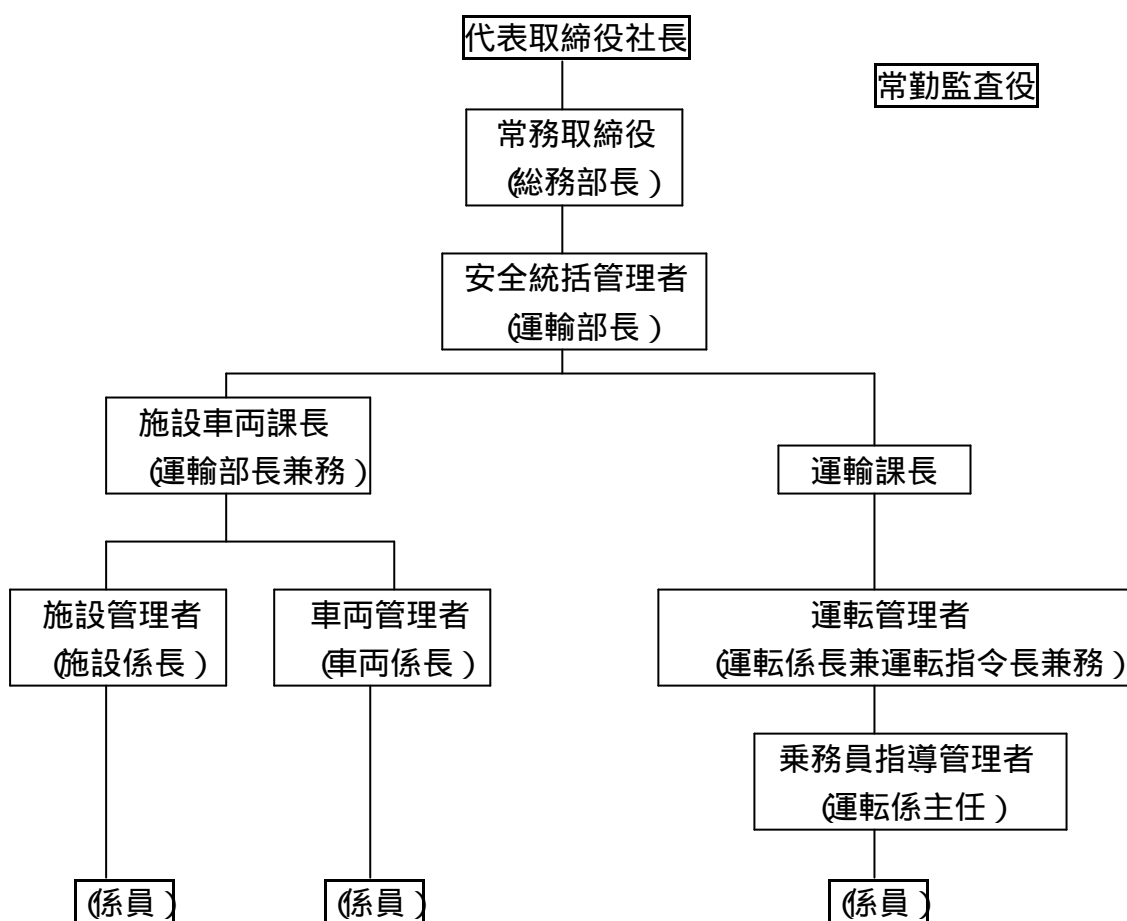 代表取締役社長
常勤監査役
常務取締役
(総務部長)
安全統括管理者
(運輸部長)
施設車両課長
(運輸部長兼務)
運輸課長
施設管理者
(施設係長)
車両管理者
(車両係長)
運転管理者
(運転係長兼運転指令長兼務)
乗務員指導管理者
(運転係主任)
(係員)
(係員)
(係員)